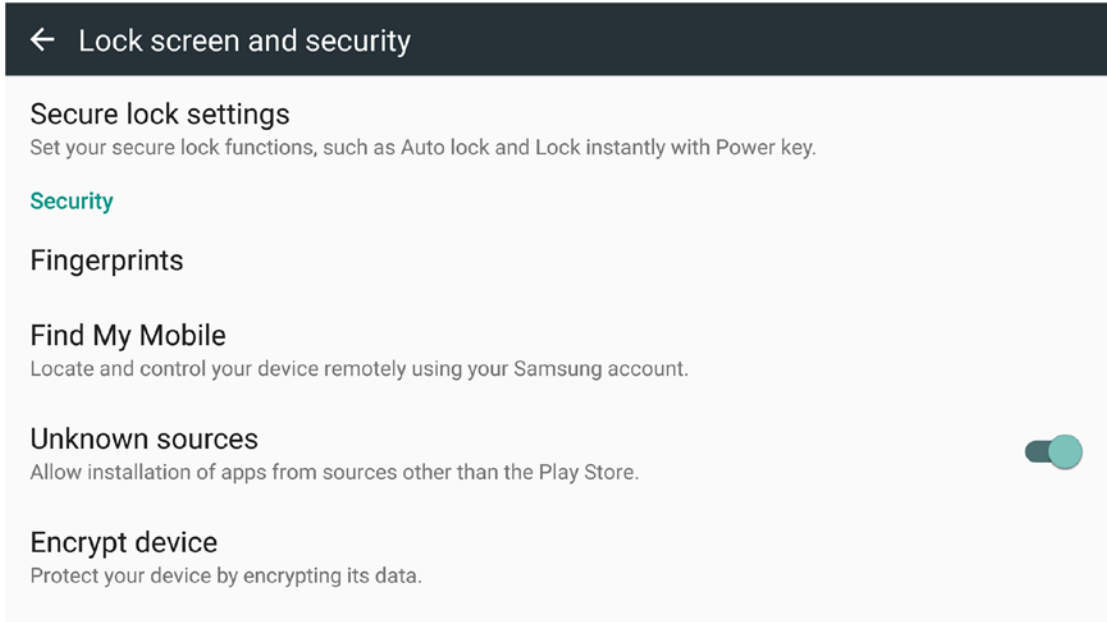 Lock screen and security
Secure lock settings
Set your secure lock functions, such as Auto lock and Lock instantly with Power key.
Security
Fingerprints
Find My Mobile
Locate and control your device remotely using your Samsung account.
Unknown sources
Allow installation of apps from sources other than the Play Store.
Encrypt device
Protect your device by encrypting its data.